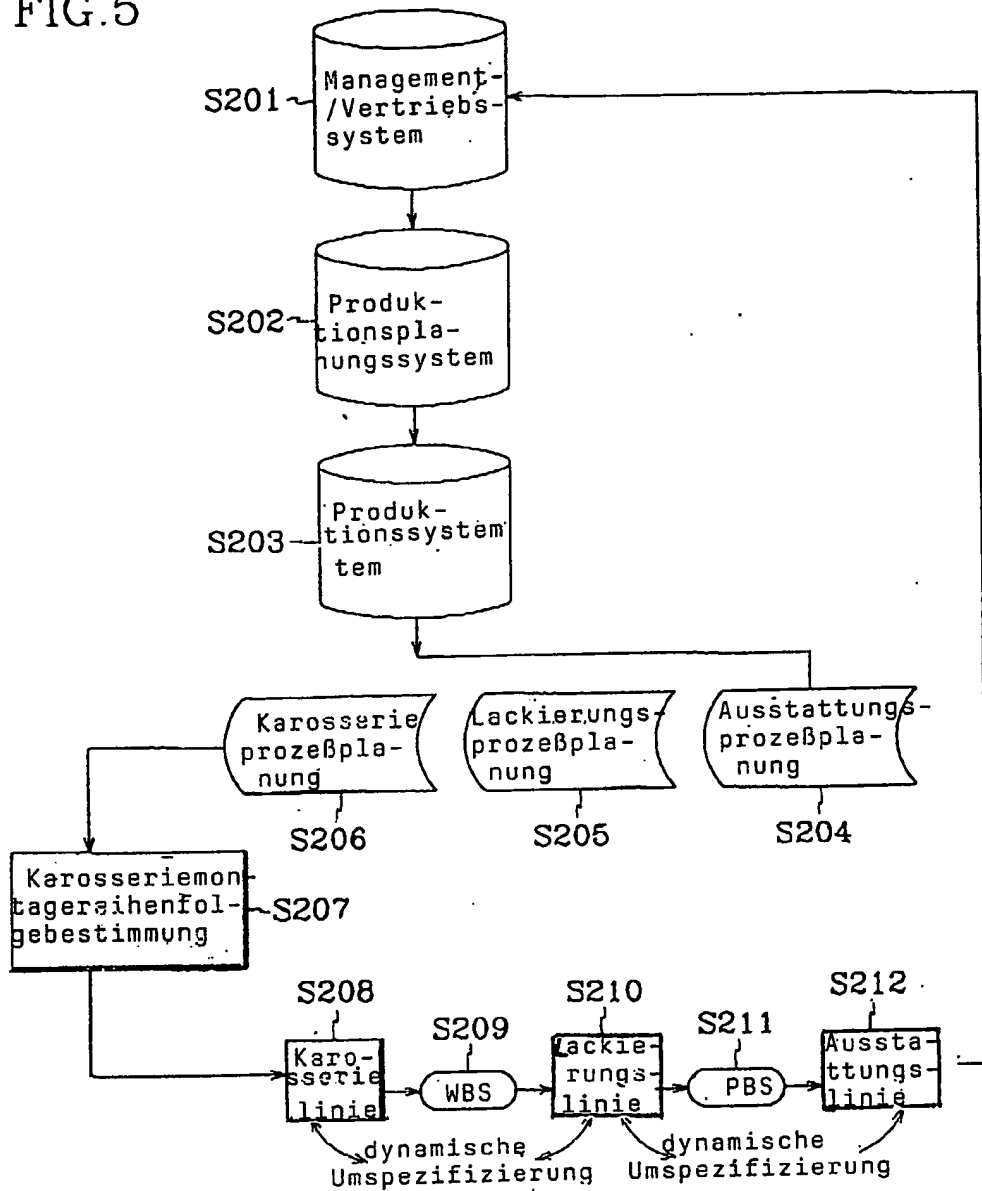 FIG.5
S201
Management-
/Vertriebs-
system
S202
Produk-
tionspla-
nungssystem
S203
Produk-
tionssystem
tem
Karosserie
prozeßpla-
nung
Lackierungs-
prozeßpla-
nung
Ausstattungs-
prozeßpla-
nung
S206
S205
S204
Karosseriemon-
tagereihenfol-
gebestimmung
S207
S208
S209
S210
S211
S212
Karo-
sserie
linie
WBS
Lackie-
rungs-
linie
PBS
Aussta-
ttungs-
linie
dynamische
Umspezifizierung
dynamische
Umspezifizierung